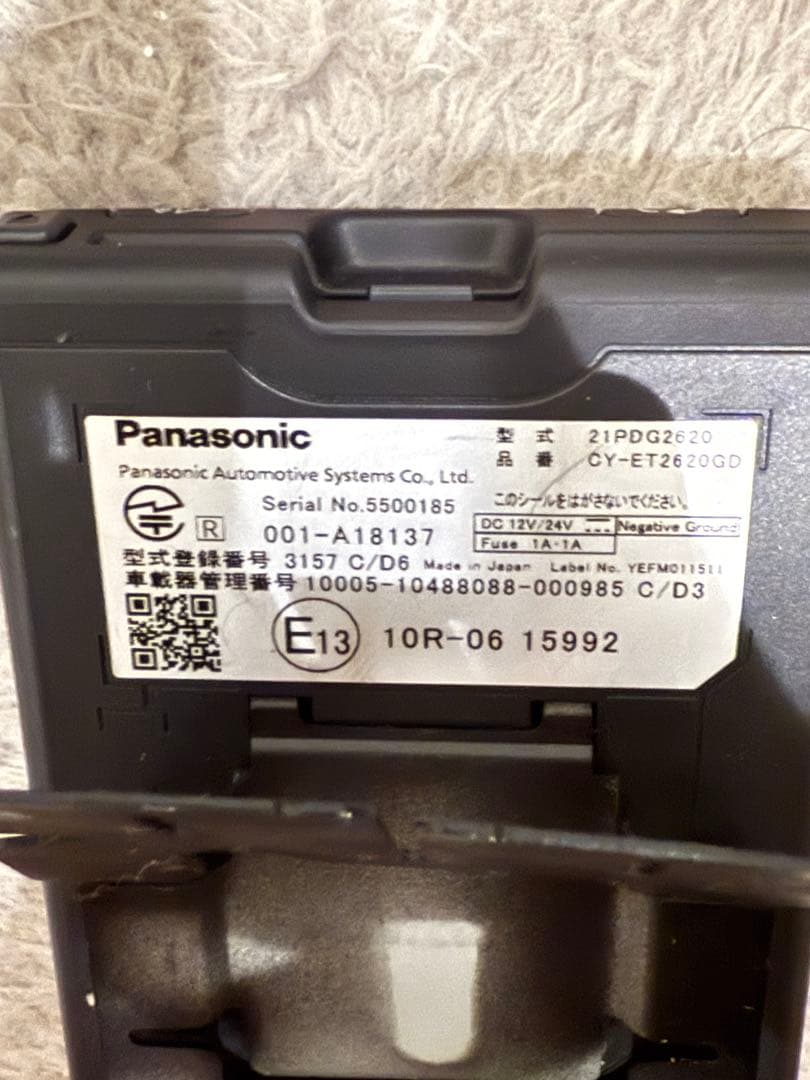 Panasonic
型 式 21PDG2620
品 番 CY-ET2620GD
Panasonic Automotive Systems Co., Ltd.
Serial No.5500185
このシールをはがさないでください。
R 001-A18137
DC 12V/24V Negative Ground
Fuse 1A・1A
型式登録番号 3157 C/D6 Made in Japan Label No. YEFM011511
車載器管理番号 10005-10488088-000985 C/D3
E13 10R-06 15992